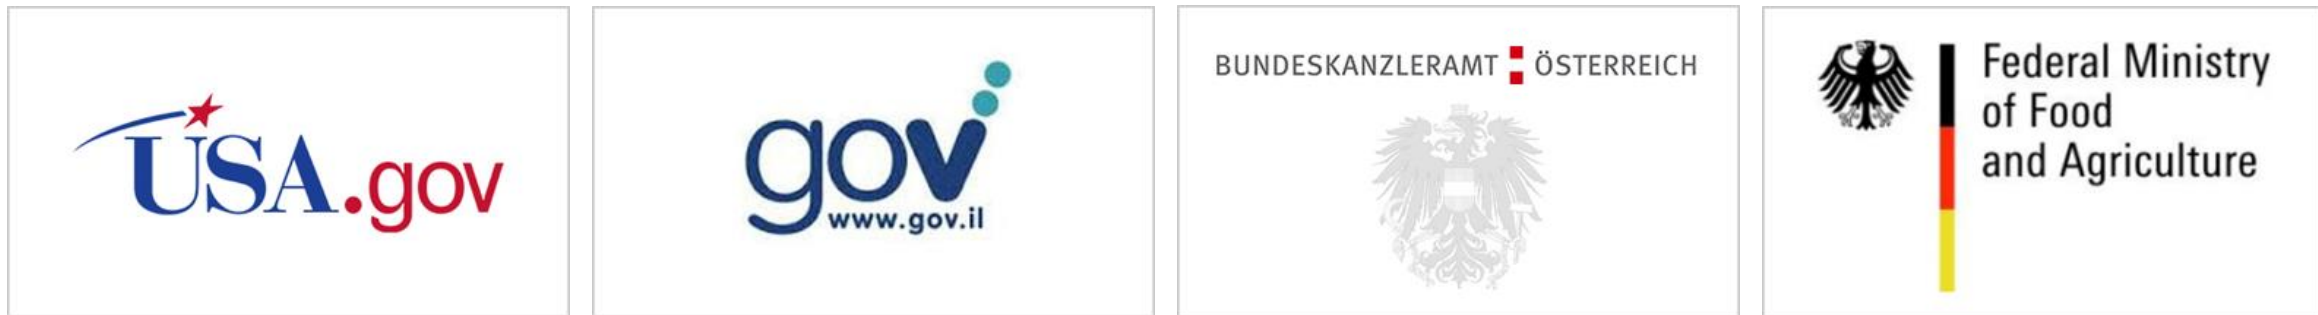 USA.gov
gov
www.gov.il
BUNDESKANZLERAMT ÖSTERREICH
Federal Ministry
of Food
and Agriculture